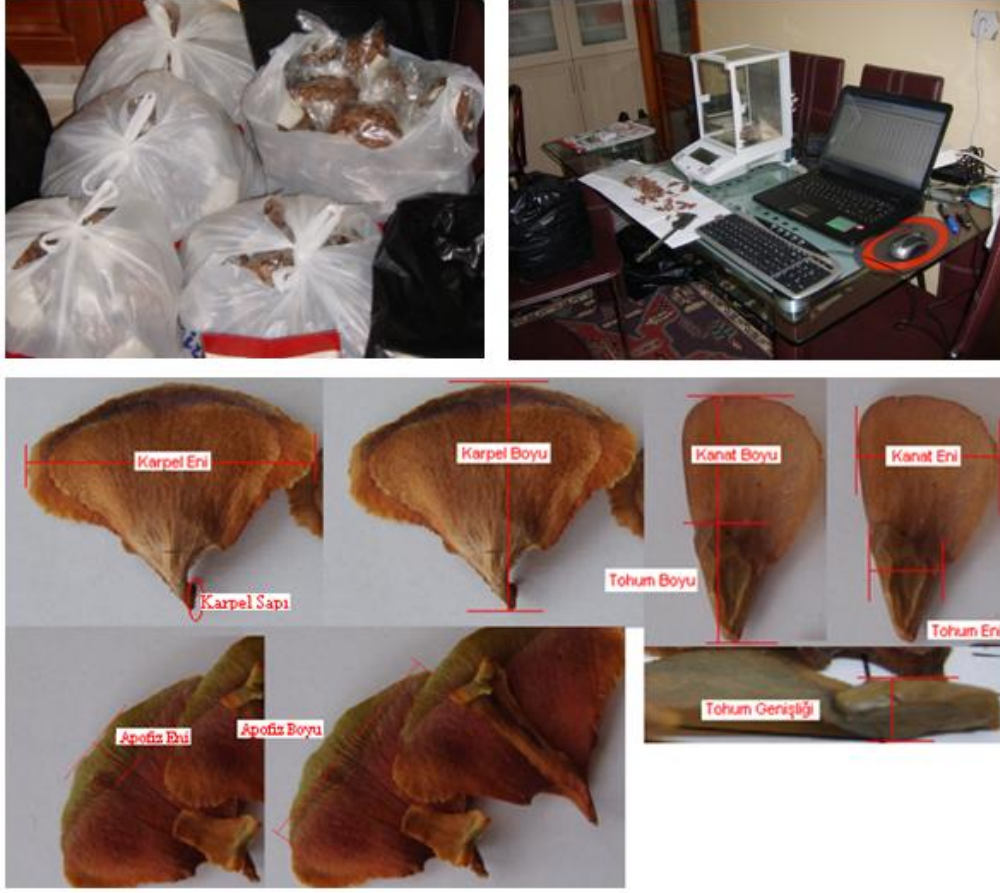 Karpel Eni
Karpel Boyu
Kanat Boyu
Kanat Eni
Tohum Boyu
Karpel Sapı
Tohum Eni
Apofiz Eni
Apofiz Boyu
Tohum Genişliği